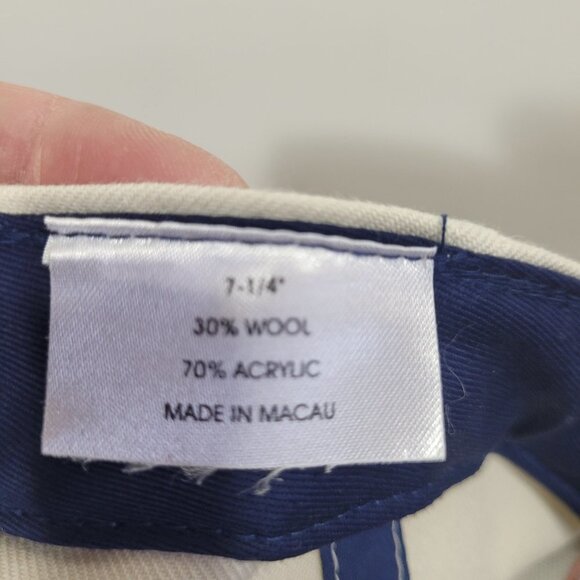 7-1/4"
30% WOOL
70% ACRYLIC
MADE IN MACAU